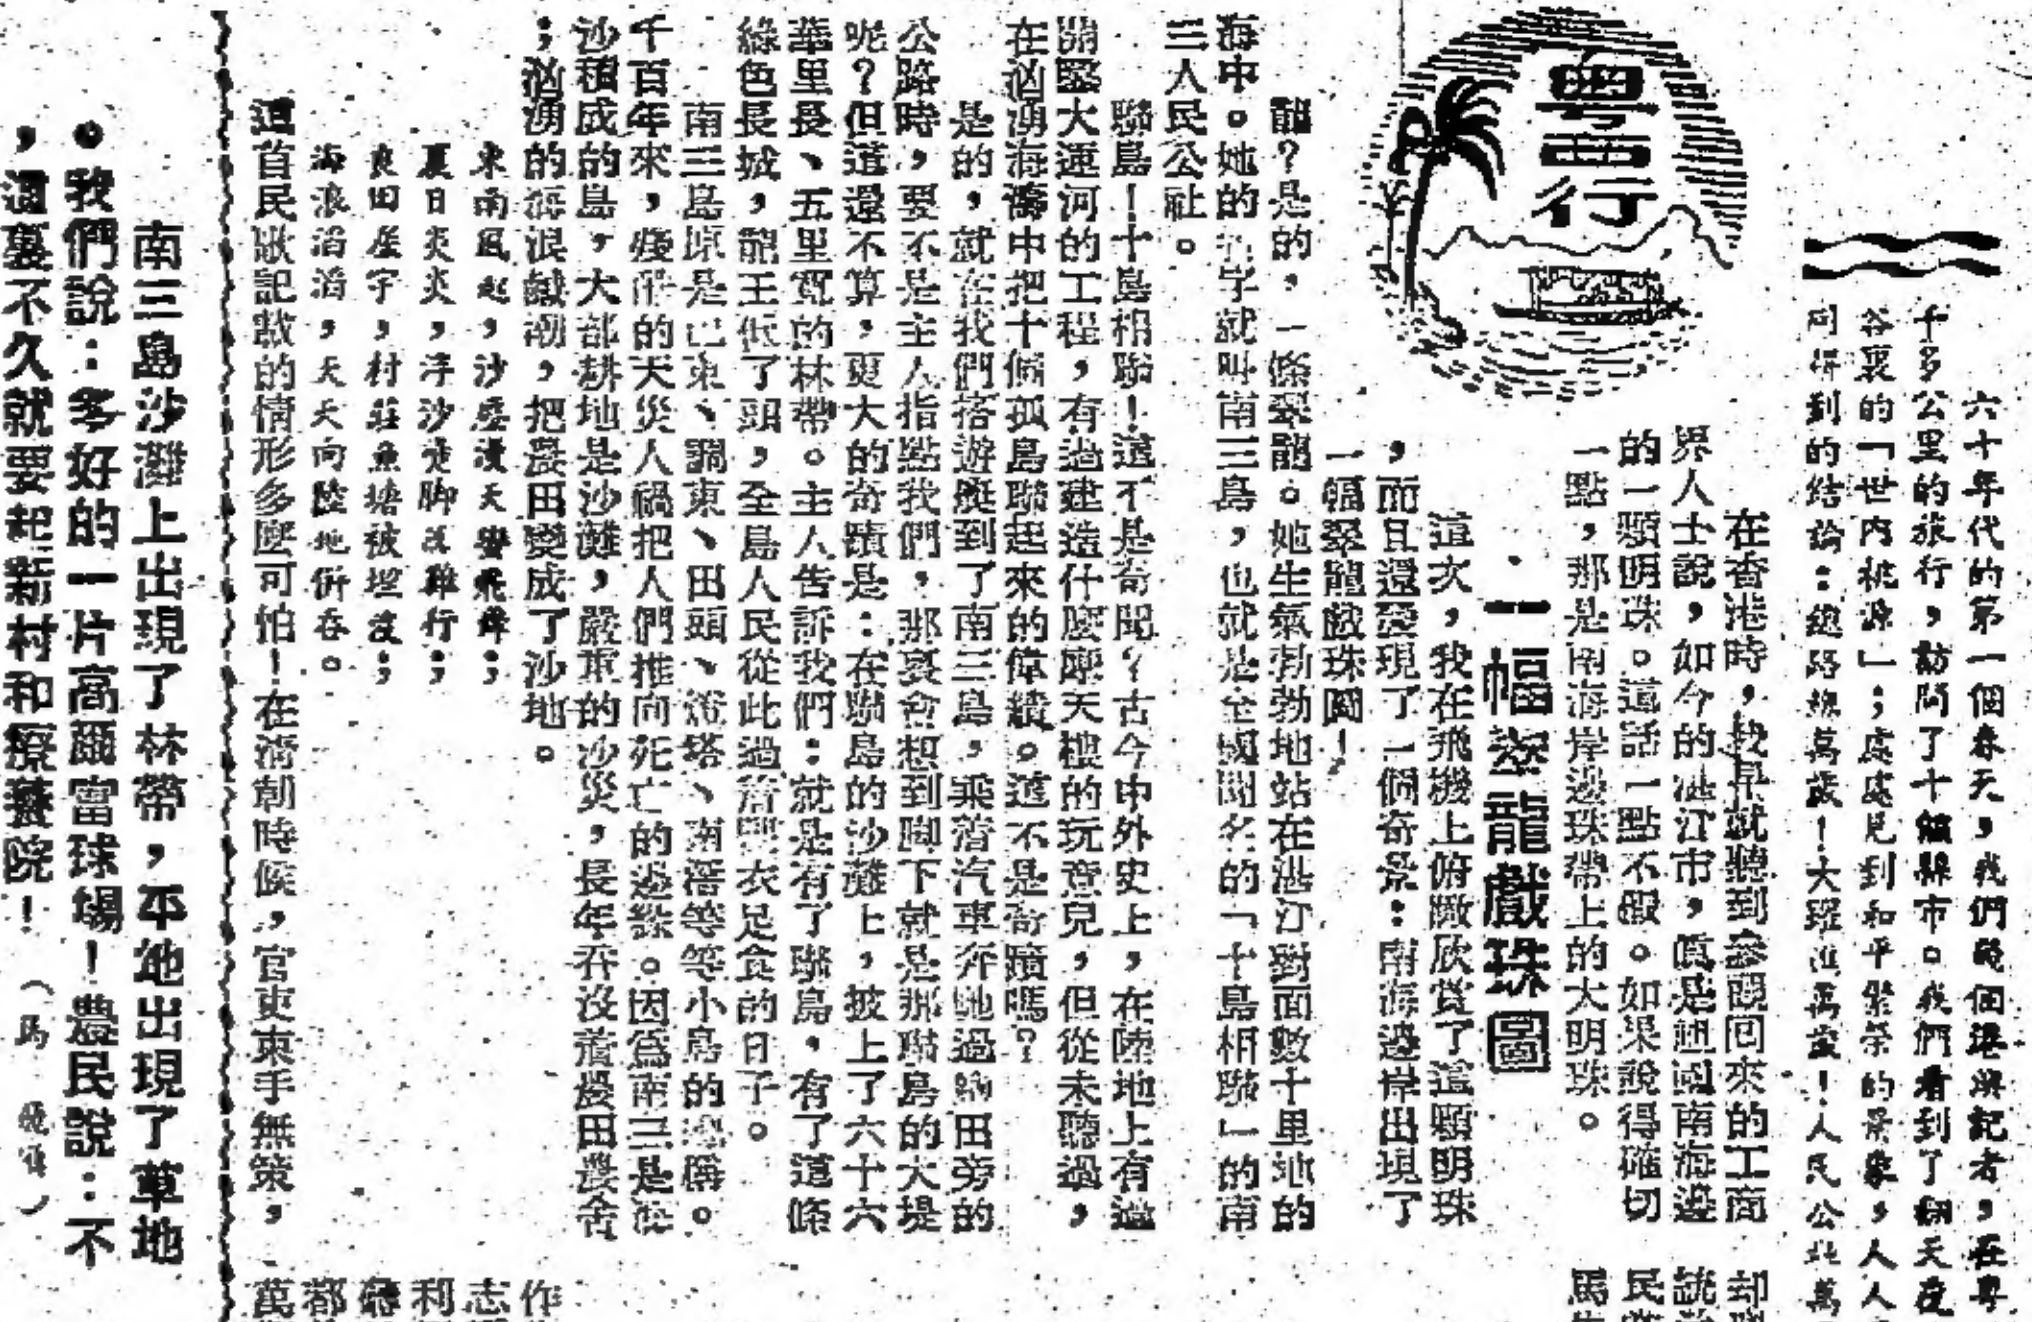 粵西行
六十年代的第一個春天，我們幾個港澳記者，在粵
千多公里的旅行，訪問了十個縣市。我們看到了翻天夜
谷裏的「世內桃源」；處處見到和平繁榮的景象，人人
同得到的結論：總路線萬歲！大躍進萬歲！人民公社萬
在香港時，我早就聽到參觀回來的工商
界人士說，如今的湛江市，真是祖國南海邊
的一顆明珠。這話一點不假。如果說得確切
一點，那是南海岸邊珠帶上的大明珠。
一幅翠龍戲珠圖
這次，我在飛機上俯瞰欣賞了這顆明珠
，而且還發現了一個奇景：南海邊岸出現了
一幅翠龍戲珠圖！
龍？是的，一條翠龍。她生氣勃勃地站在湛江對面數十里地的
海中。她的名字就叫南三島，也就是全國聞名的「十島相聯」的南
三人民公社。
聯島！十島相聯！這不是奇聞？古今中外史上，在陸地上有過
開鑿大運河的工程，有過建造什麼摩天樓的玩意兒，但從未聽過，
在洶湧海濤中把十個孤島聯起來的偉績。這不是奇蹟嗎？
是的，就在我們搭遊艇到了南三島，乘着汽車奔馳過綠田旁的
公路時，要不是主人指點我們，那裏會想到脚下就是那聯島的大堤
呢？但這還不算，更大的奇蹟是：在聯島的沙灘上，披上了六十六
華里長、五里寬的林帶。主人告訴我們：就是有了聯島，有了這條
綠色長城，龍王低了頭，全島人民從此過着豐衣足食的日子。
南三島原是巴東、調東、田頭、滘塔、南滘等等小島的總稱。
千百年來，殘酷的天災人禍把人們推向死亡的邊緣。因爲南三是海
沙積成的島，大部耕地是沙灘，嚴重的沙災，長年吞沒着優田農舍
；洶湧的海浪鹹潮，把農田變成了沙地。
東南風起，沙塵漫天響飛鋒；
夏日炎炎，浮沙燙脚寸難行；
良田屋宇，村莊魚塘被埋沒；
海浪滔滔，天天向陸地併吞。
這首民歌記載的情形多麼可怕！在清朝時候，官吏束手無策，
南三島沙灘上出現了林帶，平地出現了草地
。我們說：多好的一片高爾富球場！農民說：不
，這裏不久就要起新村和療養院！
作
志
利
聽
都
萬
却
說
民
馬